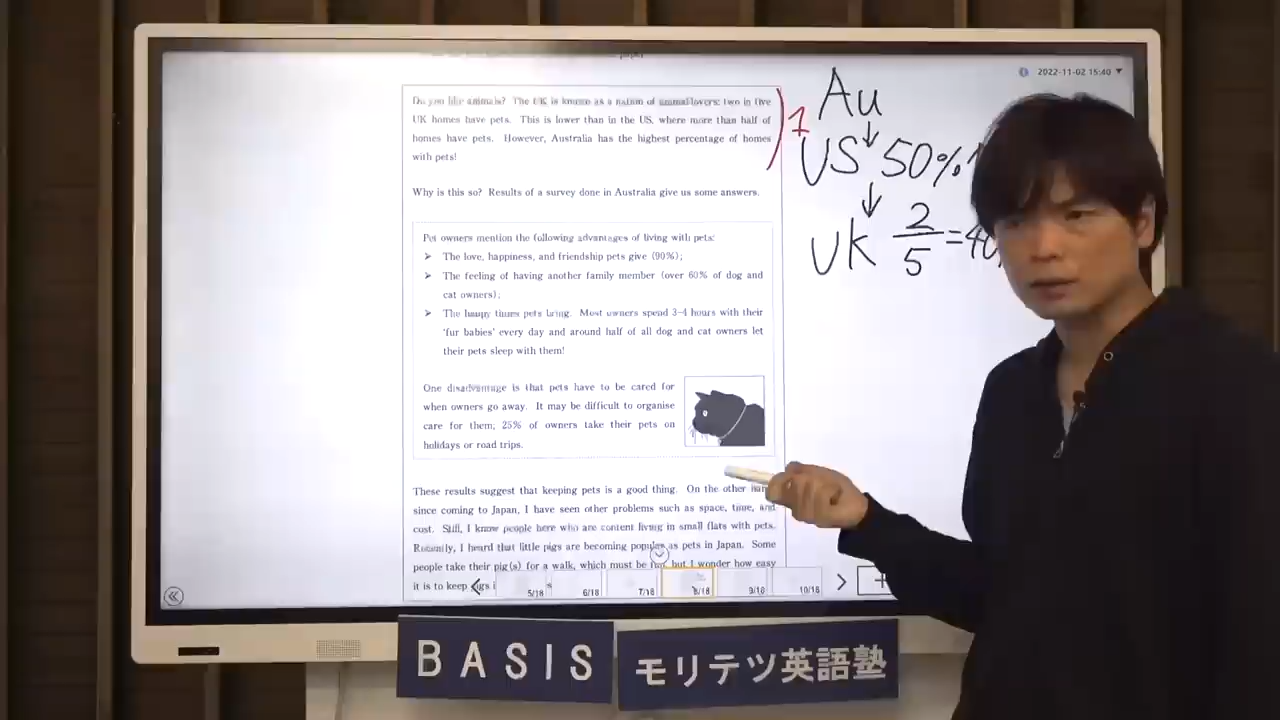 2022-11-02 15:40
Do you like animals? The UK is known as a nation of animal lovers: two in five
UK homes have pets. This is lower than in the US, where more than half of
homes have pets. However, Australia has the highest percentage of homes
with pets!
1
Au
↓
US 50%
↓
UK 2/5=40
Why is this so? Results of a survey done in Australia give us some answers.
Pet owners mention the following advantages of living with pets:
➤ The love, happiness, and friendship pets give (90%);
➤ The feeling of having another family member (over 60% of dog and
cat owners);
➤ The happy times pets bring. Most owners spend 3-4 hours with their
'fur babies' every day and around half of all dog and cat owners let
their pets sleep with them!
One disadvantage is that pets have to be cared for
when owners go away. It may be difficult to organise
care for them; 25% of owners take their pets on
holidays or road trips.
These results suggest that keeping pets is a good thing. On the other hand,
since coming to Japan, I have seen other problems such as space, time, and
cost. Still, I know people here who are content living in small flats with pets.
Recently, I heard that little pigs are becoming popular as pets in Japan. Some
people take their pig(s) for a walk, which must be fun, but I wonder how easy
it is to keep
5/18
6/18
7/18
8/18
9/18
10/18
BASIS
モリテツ英語塾